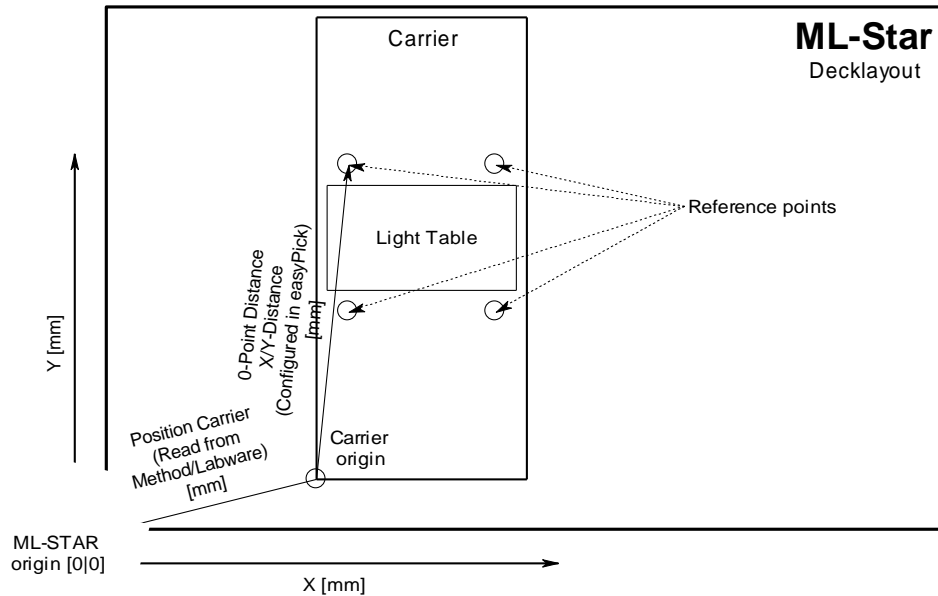 Carrier
ML-Star
Decklayout
Reference points
Light Table
0-Point Distance
X/Y-Distance
(Configured in easyPick)
[mm]
Y [mm]
Position Carrier
(Read from
Method/Labware)
[mm]
Carrier
origin
ML-STAR
origin [0|0]
X [mm]